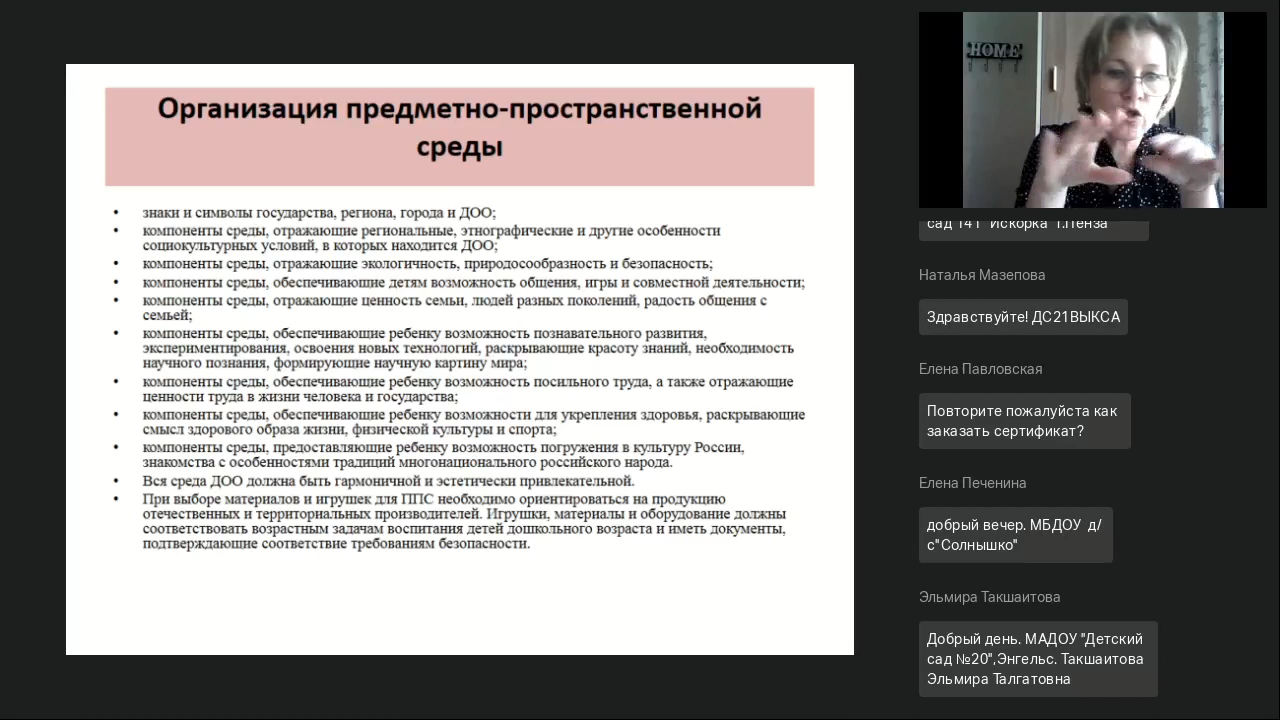 Организация предметно-пространственной
среды
• знаки и символы государства, региона, города и ДОО;
• компоненты среды, отражающие региональные, этнографические и другие особенности
социокультурных условий, в которых находится ДОО;
• компоненты среды, отражающие экологичность, природосообразность и безопасность;
• компоненты среды, обеспечивающие детям возможность общения, игры и совместной деятельности;
• компоненты среды, отражающие ценность семьи, людей разных поколений, радость общения с
семьей;
• компоненты среды, обеспечивающие ребенку возможность познавательного развития,
экспериментирования, освоения новых технологий, раскрывающие красоту знаний, необходимость
научного познания, формирующие научную картину мира;
• компоненты среды, обеспечивающие ребенку возможность посильного труда, а также отражающие
ценности труда в жизни человека и государства;
• компоненты среды, обеспечивающие ребенку возможности для укрепления здоровья, раскрывающие
смысл здорового образа жизни, физической культуры и спорта;
• компоненты среды, предоставляющие ребенку возможность погружения в культуру России,
знакомства с особенностями традиций многонационального российского народа.
• Вся среда ДОО должна быть гармоничной и эстетически привлекательной.
• При выборе материалов и игрушек для ППС необходимо ориентироваться на продукцию
отечественных и территориальных производителей. Игрушки, материалы и оборудование должны
соответствовать возрастным задачам воспитания детей дошкольного возраста и иметь документы,
подтверждающие соответствие требованиям безопасности.
HOME
сад 141 "Искорка" г.Пенза
Наталья Мазепова
Здравствуйте! ДС21ВЫКСА
Елена Павловская
Повторите пожалуйста как
заказать сертификат?
Елена Печенина
добрый вечер. МБДОУ д/
с"Солнышко"
Эльмира Такшаитова
Добрый день. МАДОУ "Детский
сад №20",Энгельс. Такшаитова
Эльмира Талгатовна